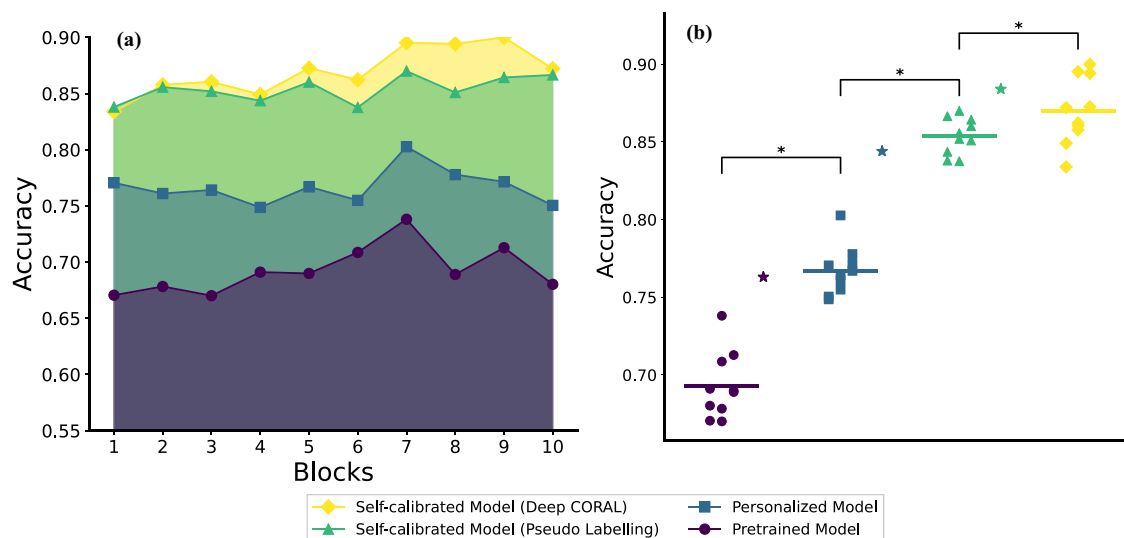 (a)
0.90
0.85
0.80
0.75
0.70
0.65
0.60
0.55
Accuracy
1 2 3 4 5 6 7 8 9 10
Blocks
(b)
0.90
0.85
0.80
0.75
0.70
Accuracy
*
*
*
Self-calibrated Model (Deep CORAL)
Self-calibrated Model (Pseudo Labelling)
Personalized Model
Pretrained Model